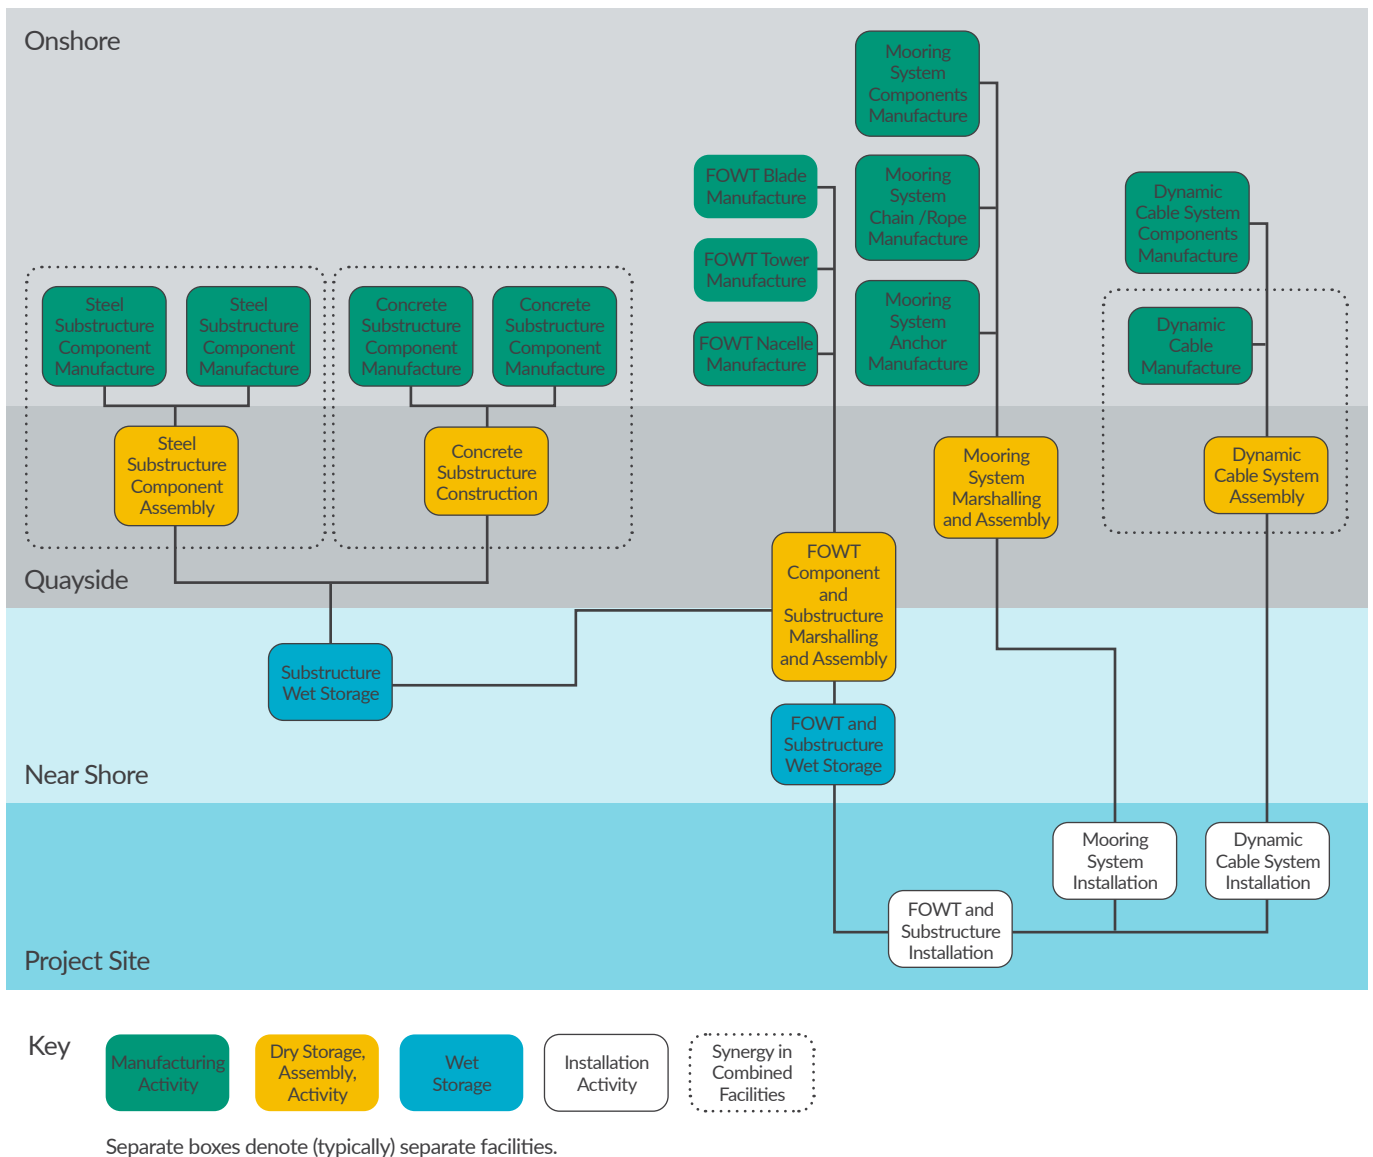 Onshore
Mooring
System
Components
Manufacture
FOWT Blade
Manufacture
Mooring
System
Chain /Rope
Manufacture
Dynamic
Cable System
Components
Manufacture
FOWT Tower
Manufacture
Steel
Substructure
Component
Manufacture
Steel
Substructure
Component
Manufacture
Concrete
Substructure
Component
Manufacture
Concrete
Substructure
Component
Manufacture
FOWT Nacelle
Manufacture
Mooring
System
Anchor
Manufacture
Dynamic
Cable
Manufacture
Steel
Substructure
Component
Assembly
Concrete
Substructure
Construction
Mooring
System
Marshalling
and Assembly
Dynamic
Cable System
Assembly
Quayside
FOWT
Component
and
Substructure
Marshalling
and Assembly
Substructure
Wet Storage
FOWT and
Substructure
Wet Storage
Near Shore
Mooring
System
Installation
Dynamic
Cable System
Installation
FOWT and
Substructure
Installation
Project Site
Key
Manufacturing
Activity
Dry Storage,
Assembly,
Activity
Wet
Storage
Installation
Activity
Synergy in
Combined
Facilities
Separate boxes denote (typically) separate facilities.